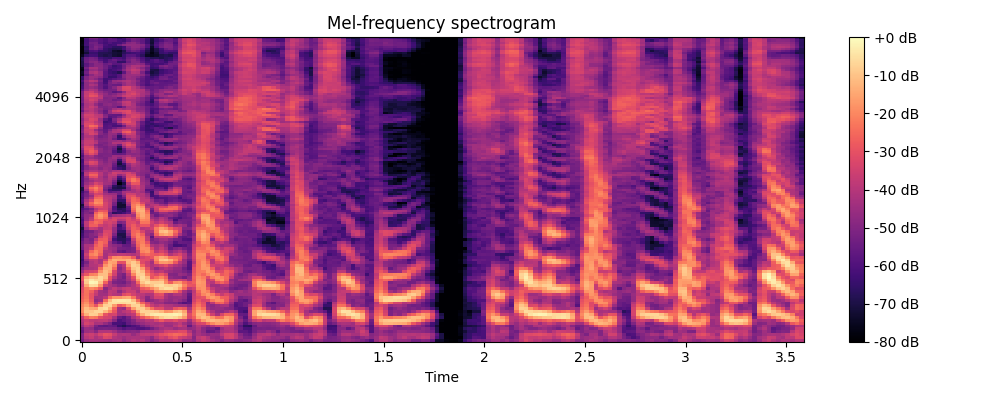 Mel-frequency spectrogram
+0 dB
-10 dB
4096
-20 dB
-30 dB
2048
Hz
-40 dB
1024
-50 dB
-60 dB
512
-70 dB
0
-80 dB
0 0.5 1 1.5 2 2.5 3 3.5
Time